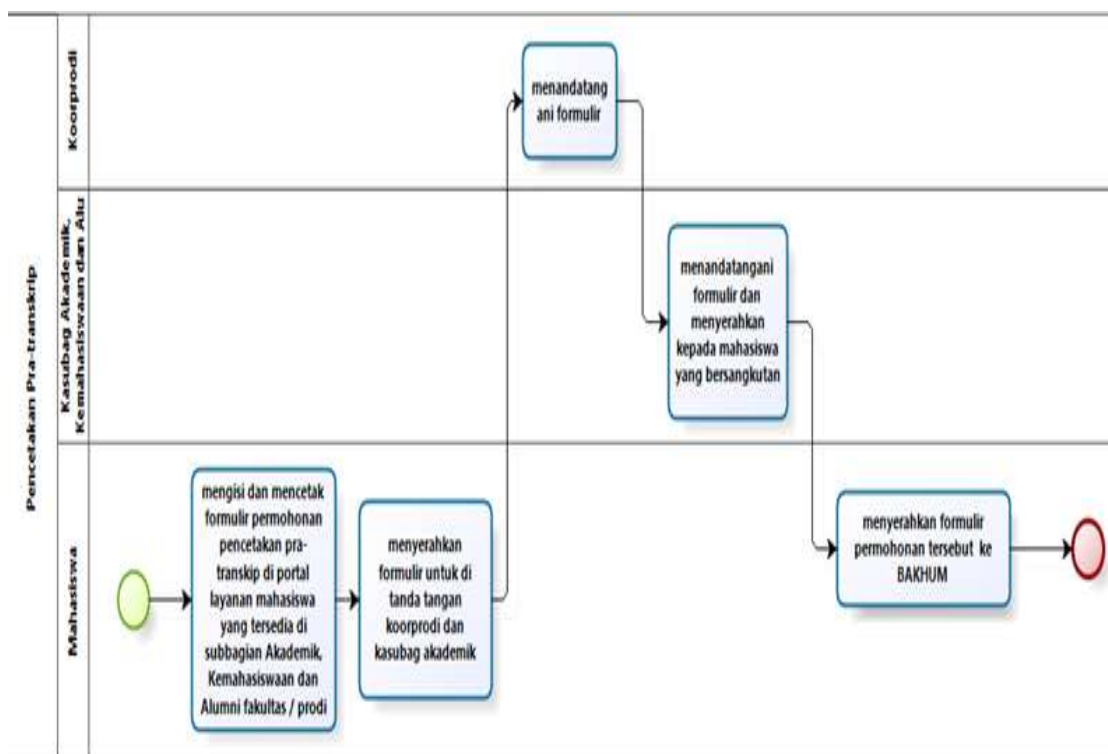 Pencetakan Pra-transkrip
Koorprodi
menandatang
ani formulir
Kasubag Akademik,
Kemahasiswaan dan Alu
menandatangani
formulir dan
menyerahkan
kepada mahasiswa
yang bersangkutan
Mahasiswa
mengisi dan mencetak
formulir permohonan
pencetakan pra-
transkip di portal
layanan mahasiswa
yang tersedia di
subbagian Akademik,
Kemahasiswaan dan
Alumni fakultas / prodi
menyerahkan
formulir untuk di
tanda tangan
koorprodi dan
kasubag akademik
menyerahkan formulir
permohonan tersebut ke
BAKHUM